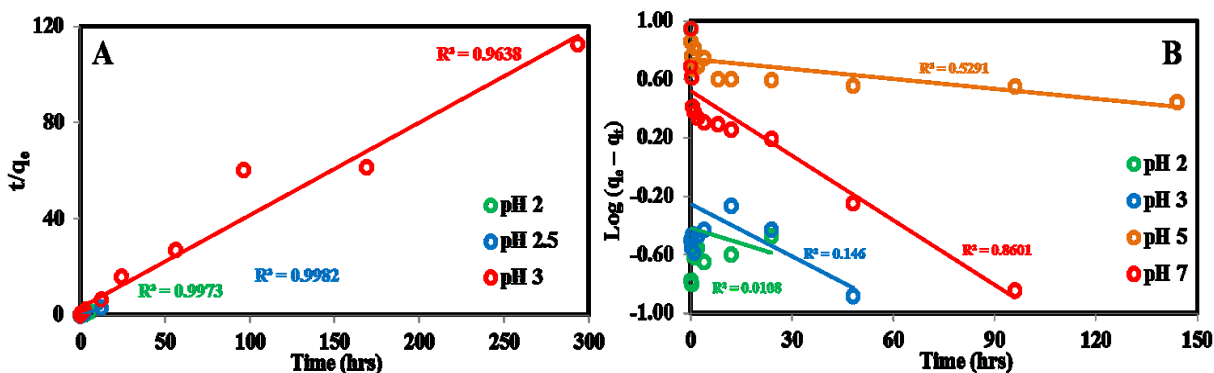 A
120
80
40
0
t/qₑ
R² = 0.9638
R² = 0.9982
R² = 0.9973
pH 2
pH 2.5
pH 3
0 50 100 150 200 250 300
Time (hrs)
B
1.00
0.60
0.20
-0.20
-0.60
-1.00
Log (qₑ – qₜ)
R² = 0.5291
R² = 0.146
R² = 0.8601
R² = 0.0108
pH 2
pH 3
pH 5
pH 7
0 30 60 90 120 150
Time (hrs)